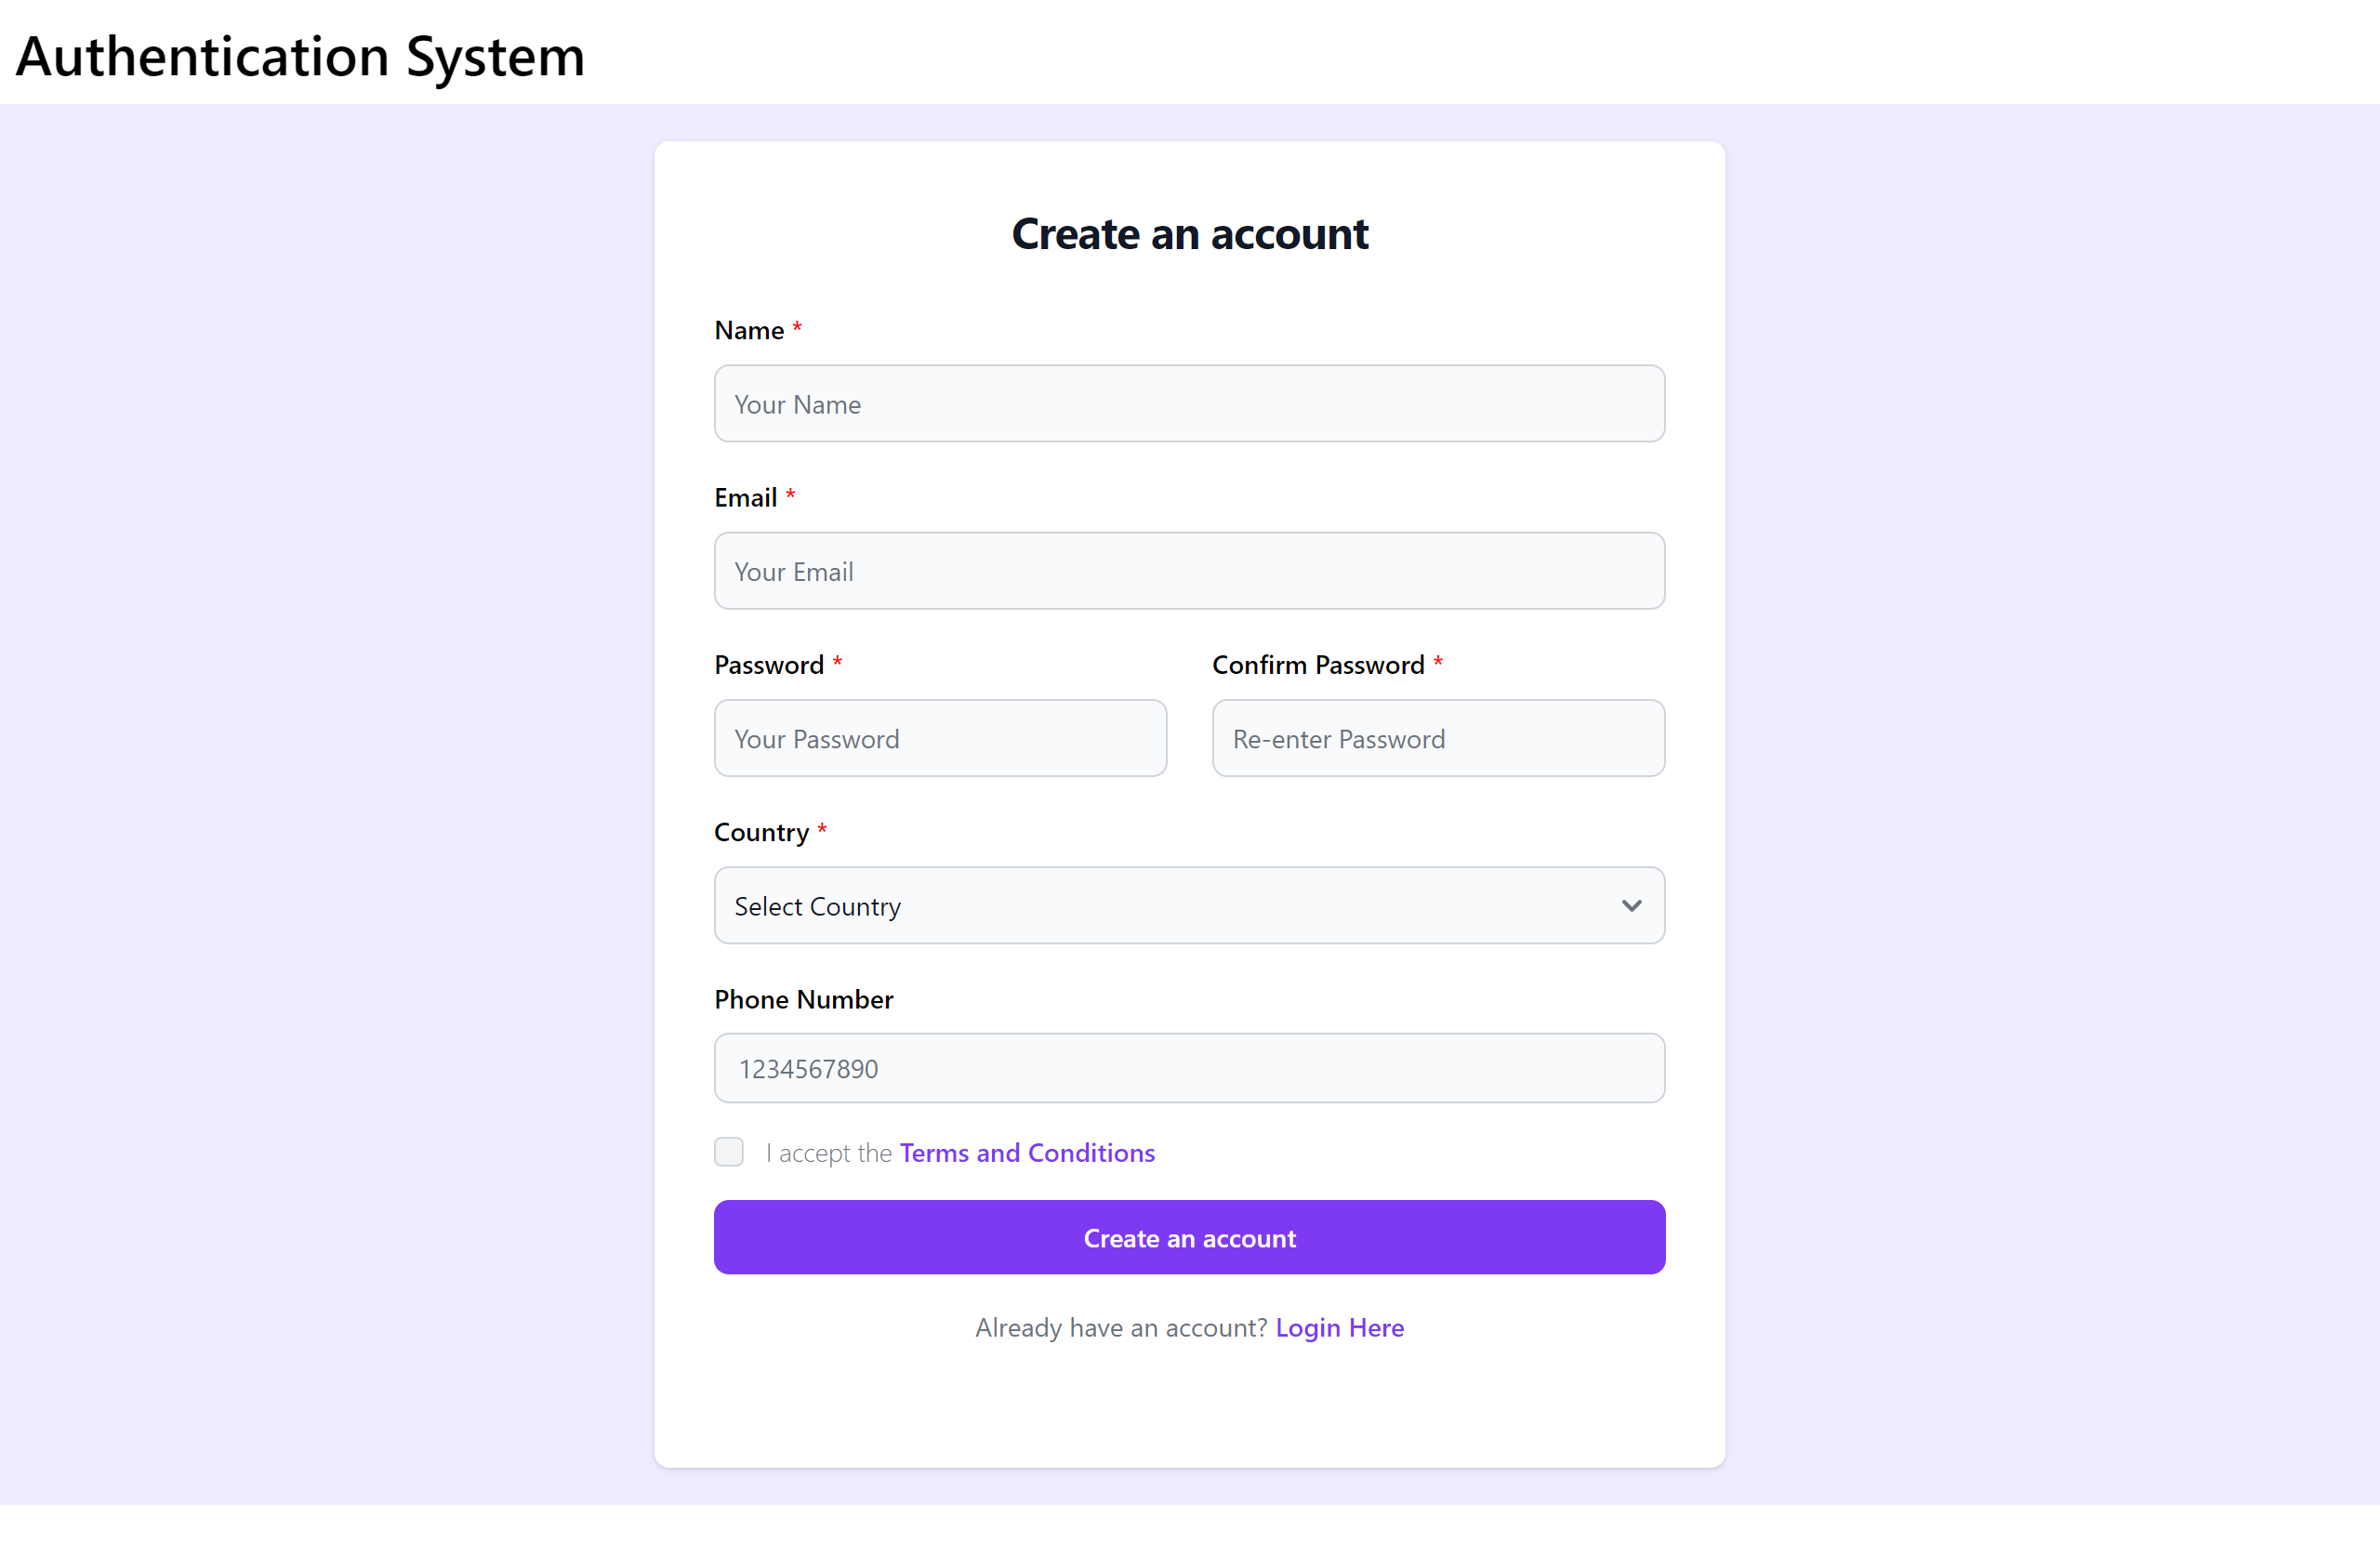 Authentication System
Create an account
Name *
Your Name
Email *
Your Email
Password * Confirm Password *
Your Password Re-enter Password
Country *
Select Country
Phone Number
1234567890
I accept the Terms and Conditions
Create an account
Already have an account? Login Here